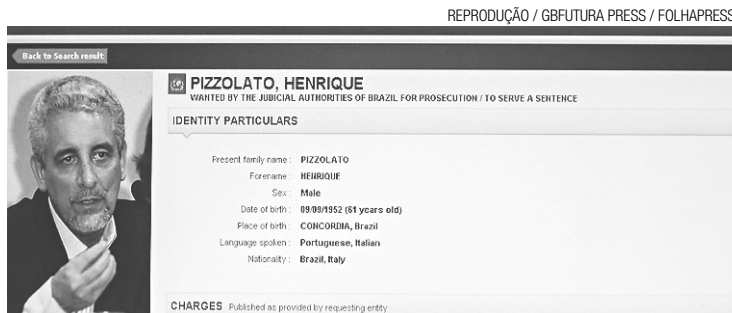 REPRODUÇÃO / GBFUTURA PRESS / FOLHAPRESS
Back to Search result
PIZZOLATO, HENRIQUE
WANTED BY THE JUDICIAL AUTHORITIES OF BRAZIL FOR PROSECUTION / TO SERVE A SENTENCE
IDENTITY PARTICULARS
Present family name : PIZZOLATO
Forename : HENRIQUE
Sex : Male
Date of birth : 09/09/1952 (61 years old)
Place of birth : CONCORDIA, Brazil
Language spoken : Portuguese, Italian
Nationality : Brazil, Italy
CHARGES Published as provided by requesting entity